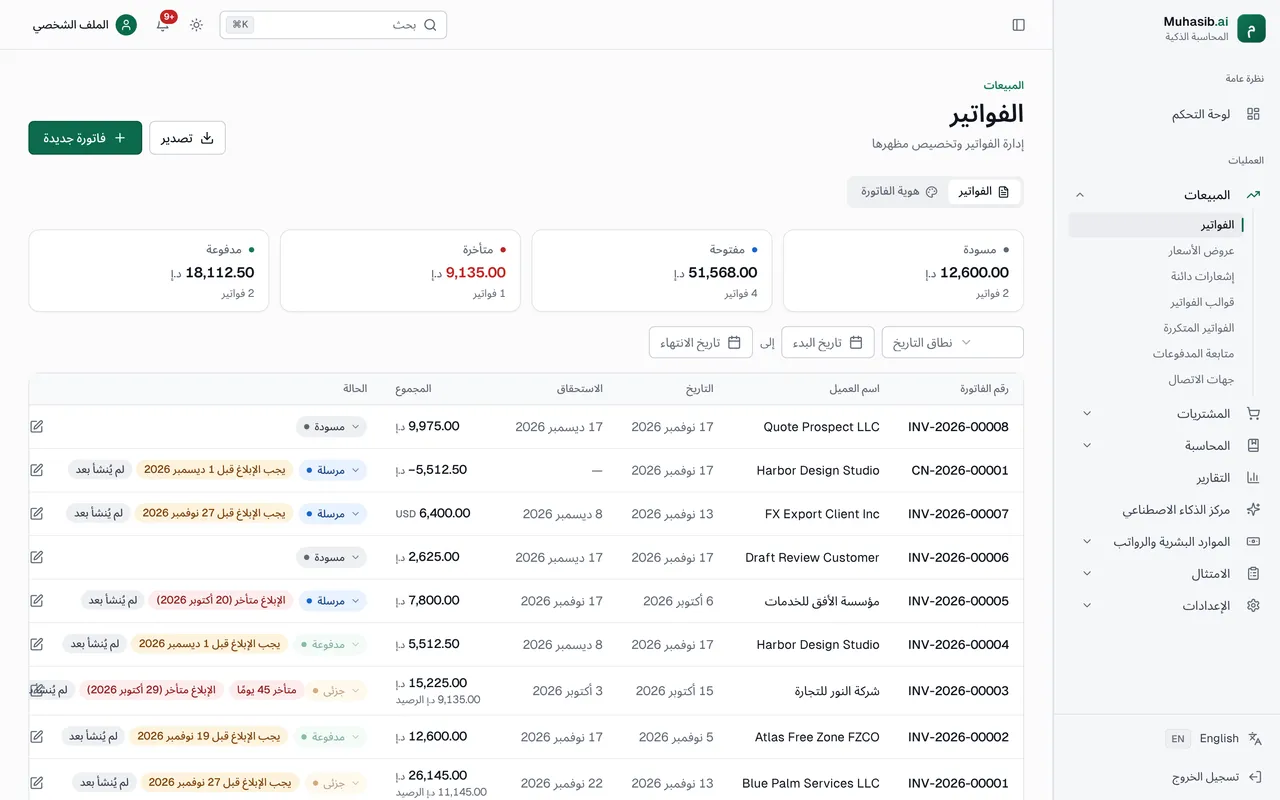 Muhasib.ai
المحاسبة الذكية
م
نظرة عامة
لوحة التحكم
العمليات
المبيعات
الفواتير
عروض الأسعار
إشعارات دائنة
قوالب الفواتير
الفواتير المتكررة
متابعة المدفوعات
جهات الاتصال
المشتريات
المحاسبة
التقارير
مركز الذكاء الاصطناعي
الموارد البشرية والرواتب
الامتثال
الإعدادات
English EN
تسجيل الخروج
بحث ⌘K
9+
الملف الشخصي
المبيعات
الفواتير
إدارة الفواتير وتخصيص مظهرها
تصدير
فاتورة جديدة
الفواتير
هوية الفاتورة
مسودة
12,600.00 د.إ
2 فواتير
مفتوحة
51,568.00 د.إ
4 فواتير
متأخرة
9,135.00 د.إ
1 فواتير
مدفوعة
18,112.50 د.إ
2 فواتير
نطاق التاريخ تاريخ البدء إلى تاريخ الانتهاء
رقم الفاتورة اسم العميل التاريخ الاستحقاق المجموع الحالة
INV-2026-00008 Quote Prospect LLC 17 نوفمبر 2026 17 ديسمبر 2026 9,975.00 د.إ مسودة
CN-2026-00001 Harbor Design Studio 17 نوفمبر 2026 — −5,512.50 د.إ مرسلة يجب الإبلاغ قبل 1 ديسمبر 2026 لم يُنشأ بعد
INV-2026-00007 FX Export Client Inc 13 نوفمبر 2026 8 ديسمبر 2026 USD 6,400.00 مرسلة يجب الإبلاغ قبل 27 نوفمبر 2026 لم يُنشأ بعد
INV-2026-00006 Draft Review Customer 17 نوفمبر 2026 17 ديسمبر 2026 2,625.00 د.إ مسودة
INV-2026-00005 مؤسسة الأفق للخدمات 6 أكتوبر 2026 17 نوفمبر 2026 7,800.00 د.إ مرسلة الإبلاغ متأخر (20 أكتوبر 2026) لم يُنشأ بعد
INV-2026-00004 Harbor Design Studio 17 نوفمبر 2026 8 ديسمبر 2026 5,512.50 د.إ مدفوعة يجب الإبلاغ قبل 1 ديسمبر 2026 لم يُنشأ بعد
INV-2026-00003 شركة النور للتجارة 15 أكتوبر 2026 3 أكتوبر 2026 15,225.00 د.إ جزئي متأخر 45 يومًا الإبلاغ متأخر (29 أكتوبر 2026) لم يُنشأ
9,135.00 د.إ الرصيد
INV-2026-00002 Atlas Free Zone FZCO 5 نوفمبر 2026 17 نوفمبر 2026 12,600.00 د.إ مدفوعة يجب الإبلاغ قبل 19 نوفمبر 2026 لم يُنشأ بعد
INV-2026-00001 Blue Palm Services LLC 13 نوفمبر 2026 22 نوفمبر 2026 26,145.00 د.إ جزئي يجب الإبلاغ قبل 27 نوفمبر 2026 لم يُنشأ بعد
11,145.00 د.إ الرصيد